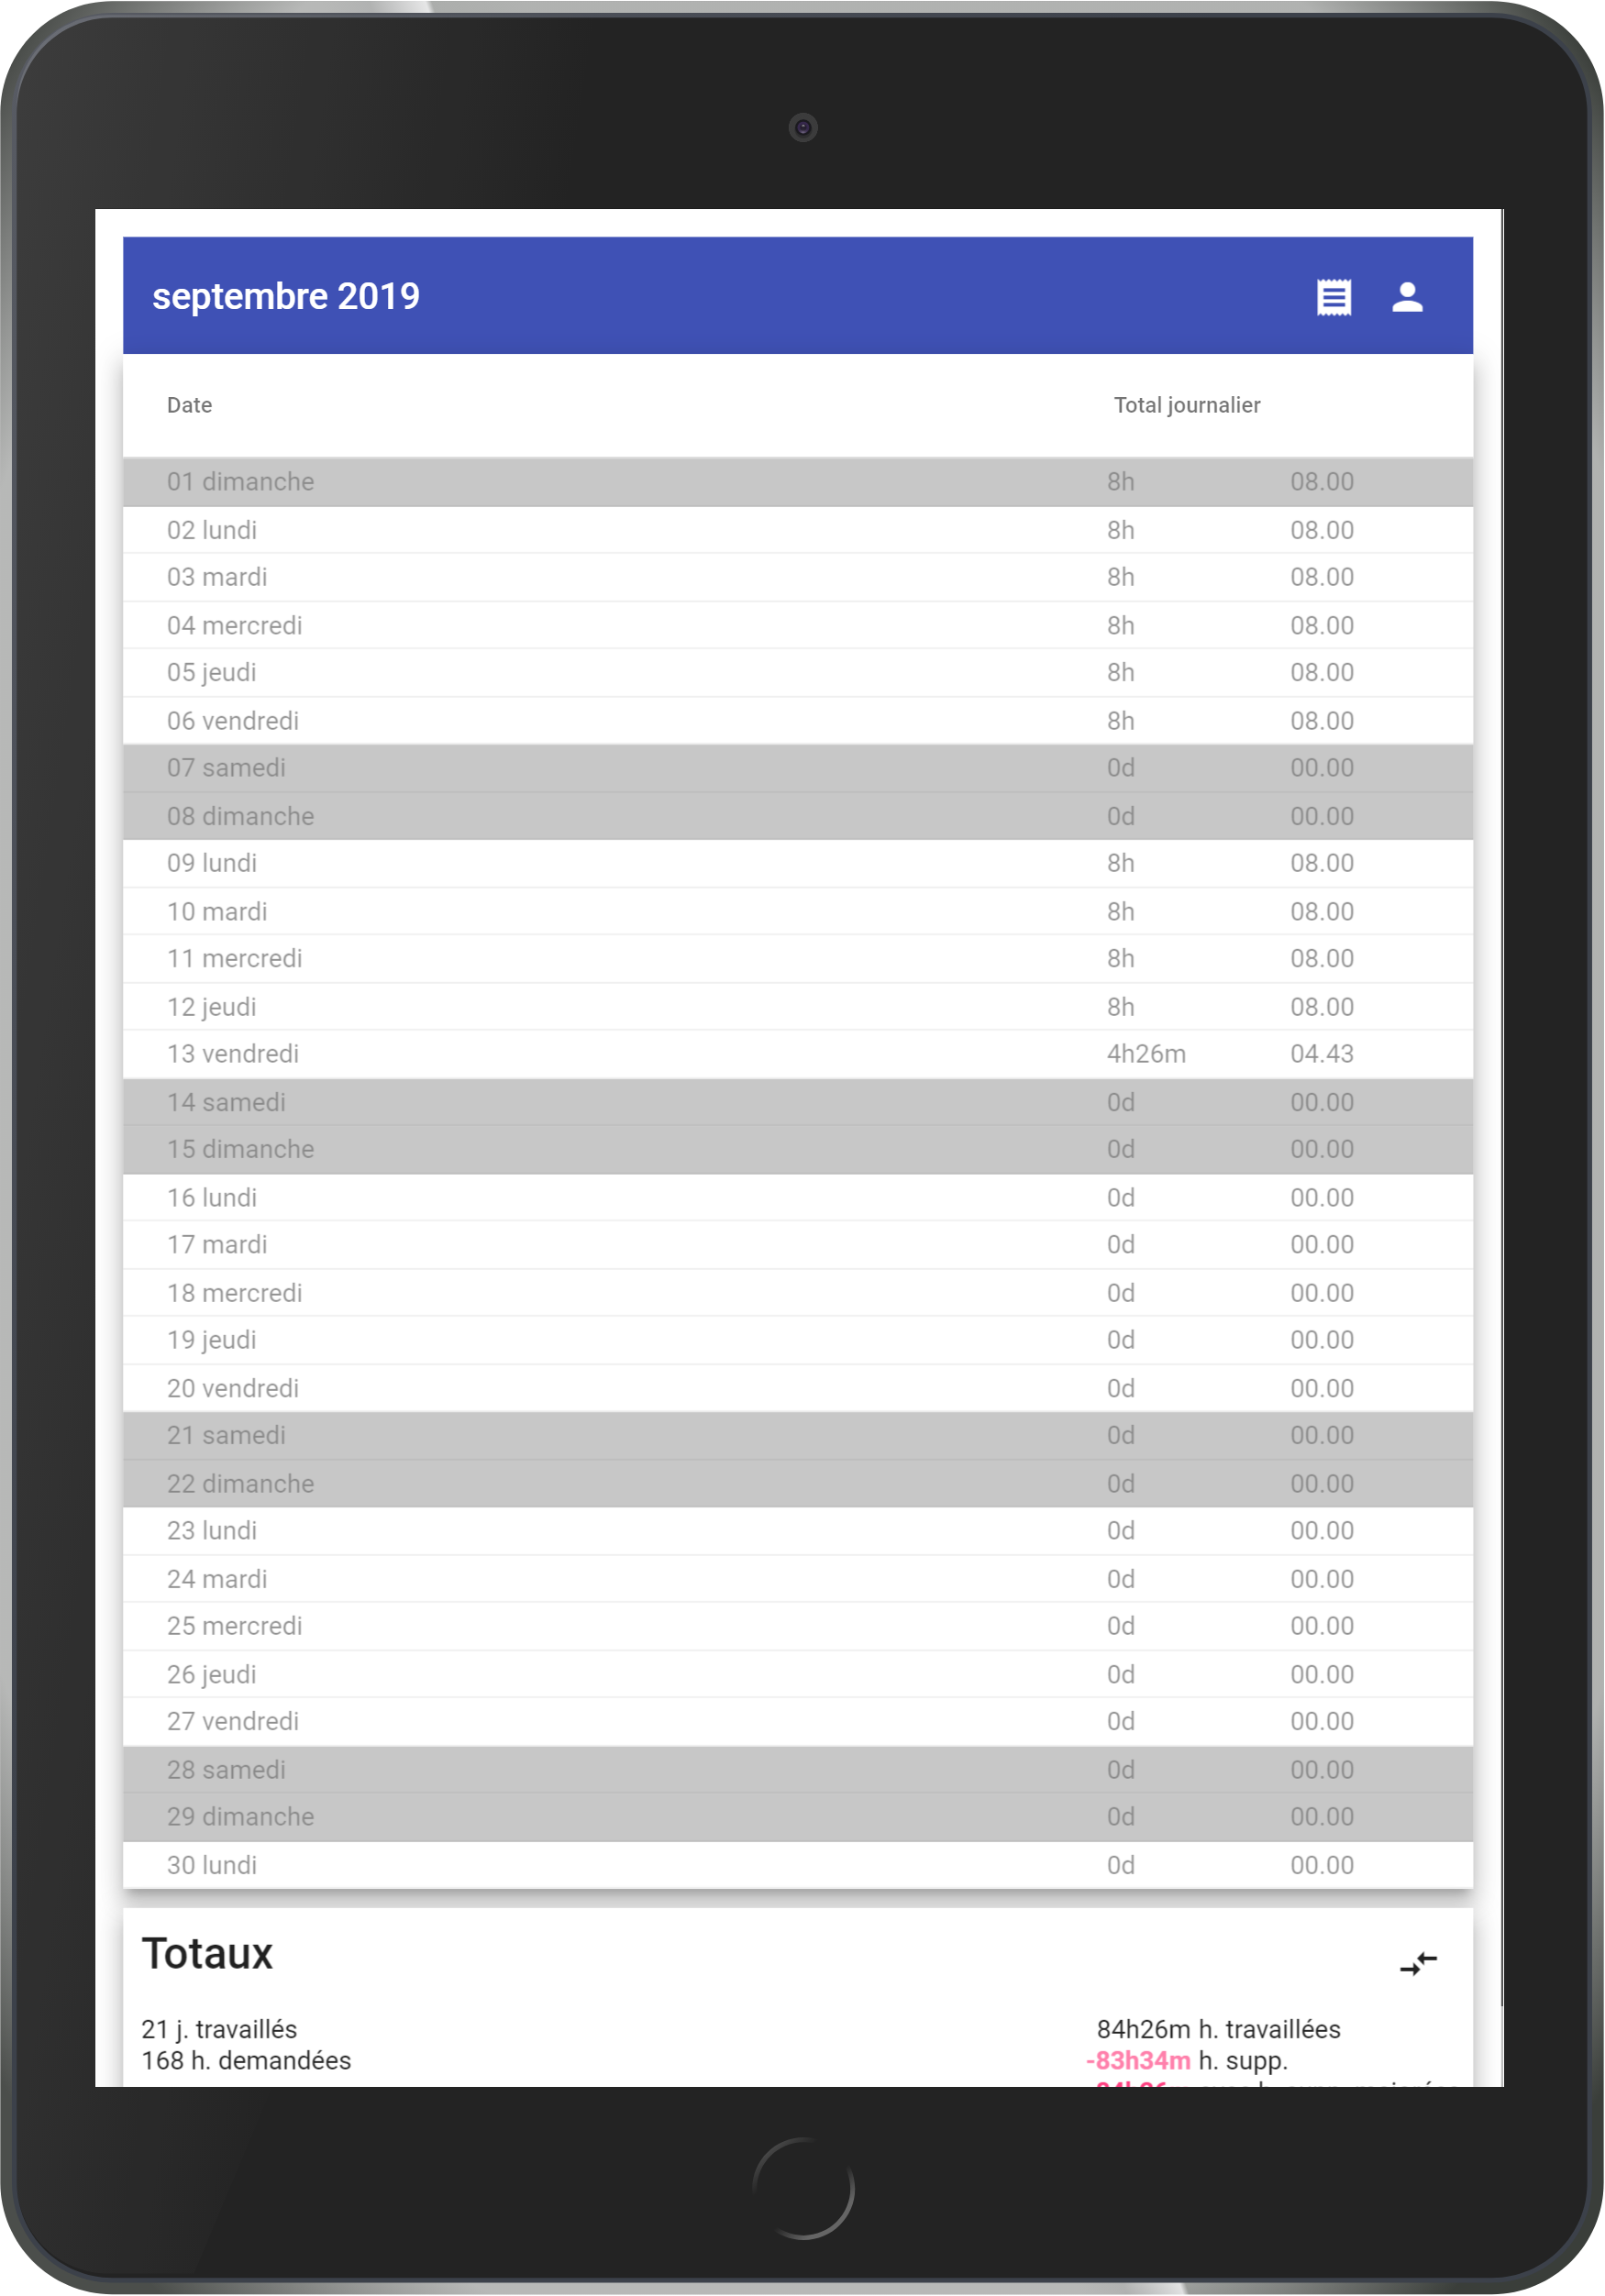 septembre 2019
Date Total journalier
01 dimanche 8h 08.00
02 lundi 8h 08.00
03 mardi 8h 08.00
04 mercredi 8h 08.00
05 jeudi 8h 08.00
06 vendredi 8h 08.00
07 samedi 0d 00.00
08 dimanche 0d 00.00
09 lundi 8h 08.00
10 mardi 8h 08.00
11 mercredi 8h 08.00
12 jeudi 8h 08.00
13 vendredi 4h26m 04.43
14 samedi 0d 00.00
15 dimanche 0d 00.00
16 lundi 0d 00.00
17 mardi 0d 00.00
18 mercredi 0d 00.00
19 jeudi 0d 00.00
20 vendredi 0d 00.00
21 samedi 0d 00.00
22 dimanche 0d 00.00
23 lundi 0d 00.00
24 mardi 0d 00.00
25 mercredi 0d 00.00
26 jeudi 0d 00.00
27 vendredi 0d 00.00
28 samedi 0d 00.00
29 dimanche 0d 00.00
30 lundi 0d 00.00
Totaux
21 j. travaillés 84h26m h. travaillées
168 h. demandées -83h34m h. supp.